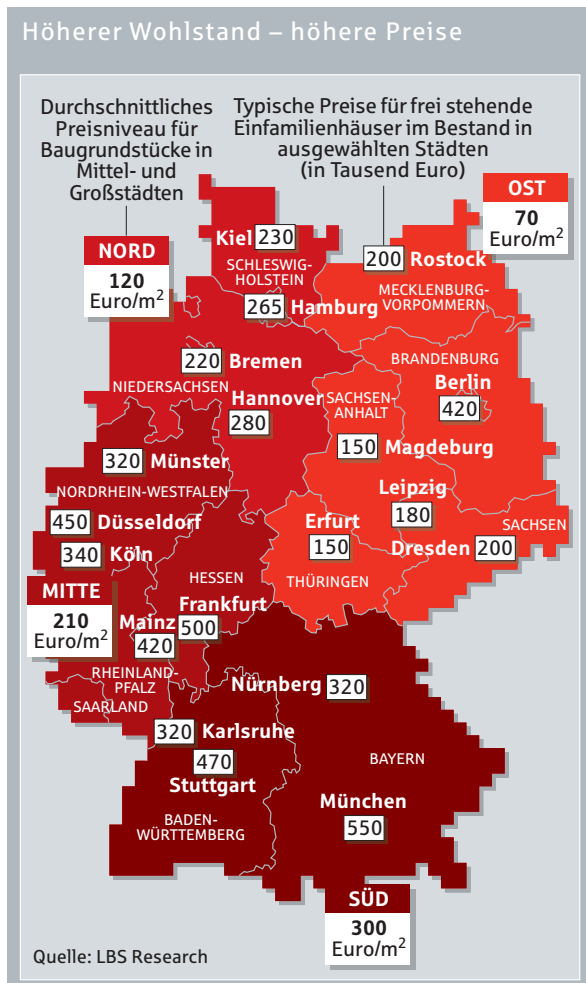 Höherer Wohlstand – höhere Preise
Durchschnittliches
Preisniveau für
Baugrundstücke in
Mittel- und
Großstädten
Typische Preise für frei stehende
Einfamilienhäuser im Bestand in
ausgewählten Städten
(in Tausend Euro)
OST
70
Euro/m²
NORD
120
Euro/m²
Kiel 230
200 Rostock
SCHLESWIG-
HOLSTEIN
MECKLENBURG-
VORPOMMERN
265 Hamburg
220 Bremen
BRANDENBURG
NIEDERSACHSEN
Berlin
420
Hannover
280
SACHSEN-
ANHALT
150 Magdeburg
320 Münster
NORDRHEIN-WESTFALEN
Leipzig
180
450 Düsseldorf
Erfurt
150
SACHSEN
340 Köln
Dresden 200
HESSEN
THÜRINGEN
MITTE
210
Euro/m²
Frankfurt
500
Mainz
420
RHEINLAND-
PFALZ
SAARLAND
Nürnberg 320
320 Karlsruhe
470
Stuttgart
BAYERN
München
550
BADEN-
WÜRTTEMBERG
SÜD
300
Euro/m²
Quelle: LBS Research